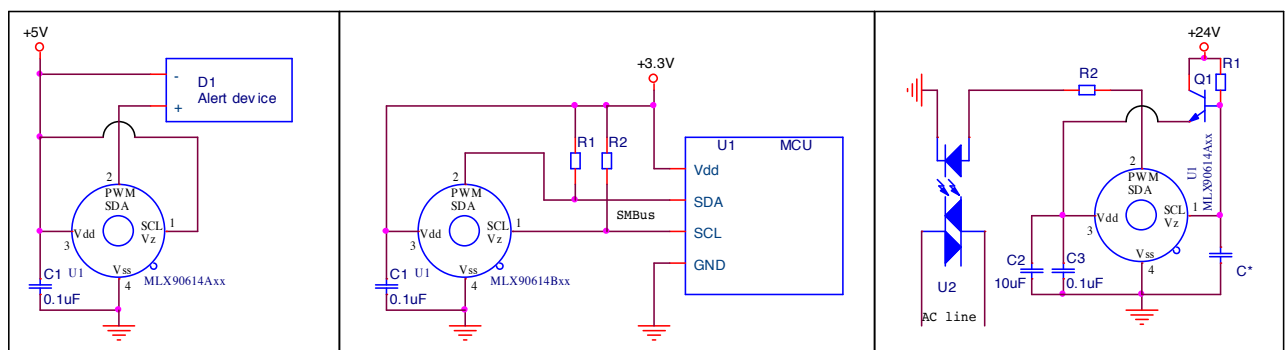 +5V
D1
Alert device
-
+
2
PWM
SDA
SCL
Vz
1
Vdd
3
Vss
4
U1
MLX90614Axx
C1
0.1uF
+3.3V
R1
R2
U1
MCU
Vdd
SDA
SCL
GND
SMBus
2
PWM
SDA
SCL
Vz
1
Vdd
3
Vss
4
U1
MLX90614Bxx
C1
0.1uF
+24V
R1
Q1
R2
U1
MLX90614Axx
2
PWM
SDA
SCL
Vz
1
Vdd
3
Vss
4
C2
10uF
C3
0.1uF
C*
U2
AC line